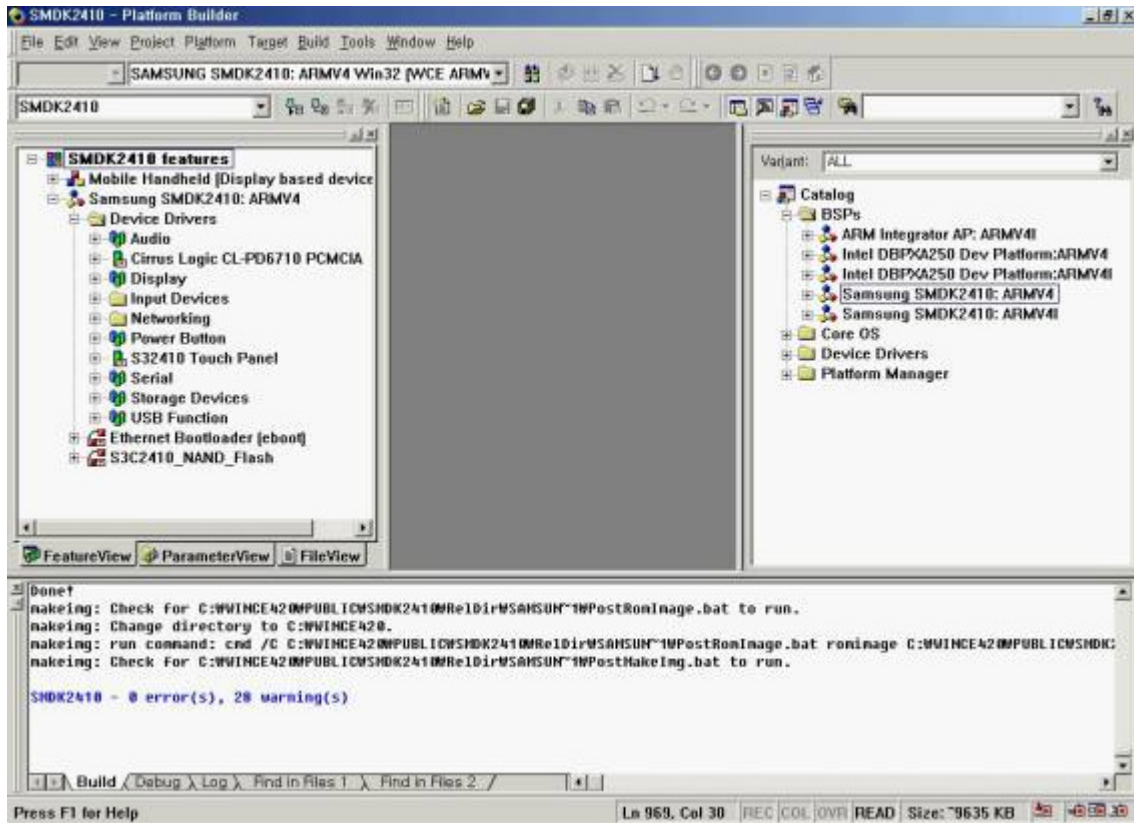 SMDK2410 - Platform Builder
File Edit View Project Platform Target Build Tools Window Help
SAMSUNG SMDK2410: ARMV4 Win32 (WCE ARMV
SMDK2410
SMDK2410 features
Mobile Handheld [Display based device
Samsung SMDK2410: ARMV4
Device Drivers
Audio
Cirrus Logic CL-PD6710 PCMCIA
Display
Input Devices
Networking
Power Button
S32410 Touch Panel
Serial
Storage Devices
USB Function
Ethernet Bootloader [eboot]
S3C2410_NAND_Flash
FeatureView ParameterView FileView
Variant: ALL
Catalog
BSPs
ARM Integrator AP: ARMV4I
Intel DBPXA250 Dev Platform:ARMV4
Intel DBPXA250 Dev Platform:ARMV4I
Samsung SMDK2410: ARMV4
Samsung SMDK2410: ARMV4I
Core OS
Device Drivers
Platform Manager
Done!
makeimg: Check for C:₩WINCE420₩PUBLIC₩SMDK2410₩RelDir₩SAMSUN~1₩PostRomImage.bat to run.
makeimg: Change directory to C:₩WINCE420.
makeimg: run command: cmd /C C:₩WINCE420₩PUBLIC₩SMDK2410₩RelDir₩SAMSUN~1₩PostRomImage.bat romimage C:₩WINCE420₩PUBLIC₩SMDK2
makeimg: Check for C:₩WINCE420₩PUBLIC₩SMDK2410₩RelDir₩SAMSUN~1₩PostMakeImg.bat to run.
SMDK2410 - 0 error(s), 28 warning(s)
Build Debug Log Find in Files 1 Find in Files 2
Press F1 for Help Ln 969, Col 30 REC COL OVR READ Size: ~9635 KB